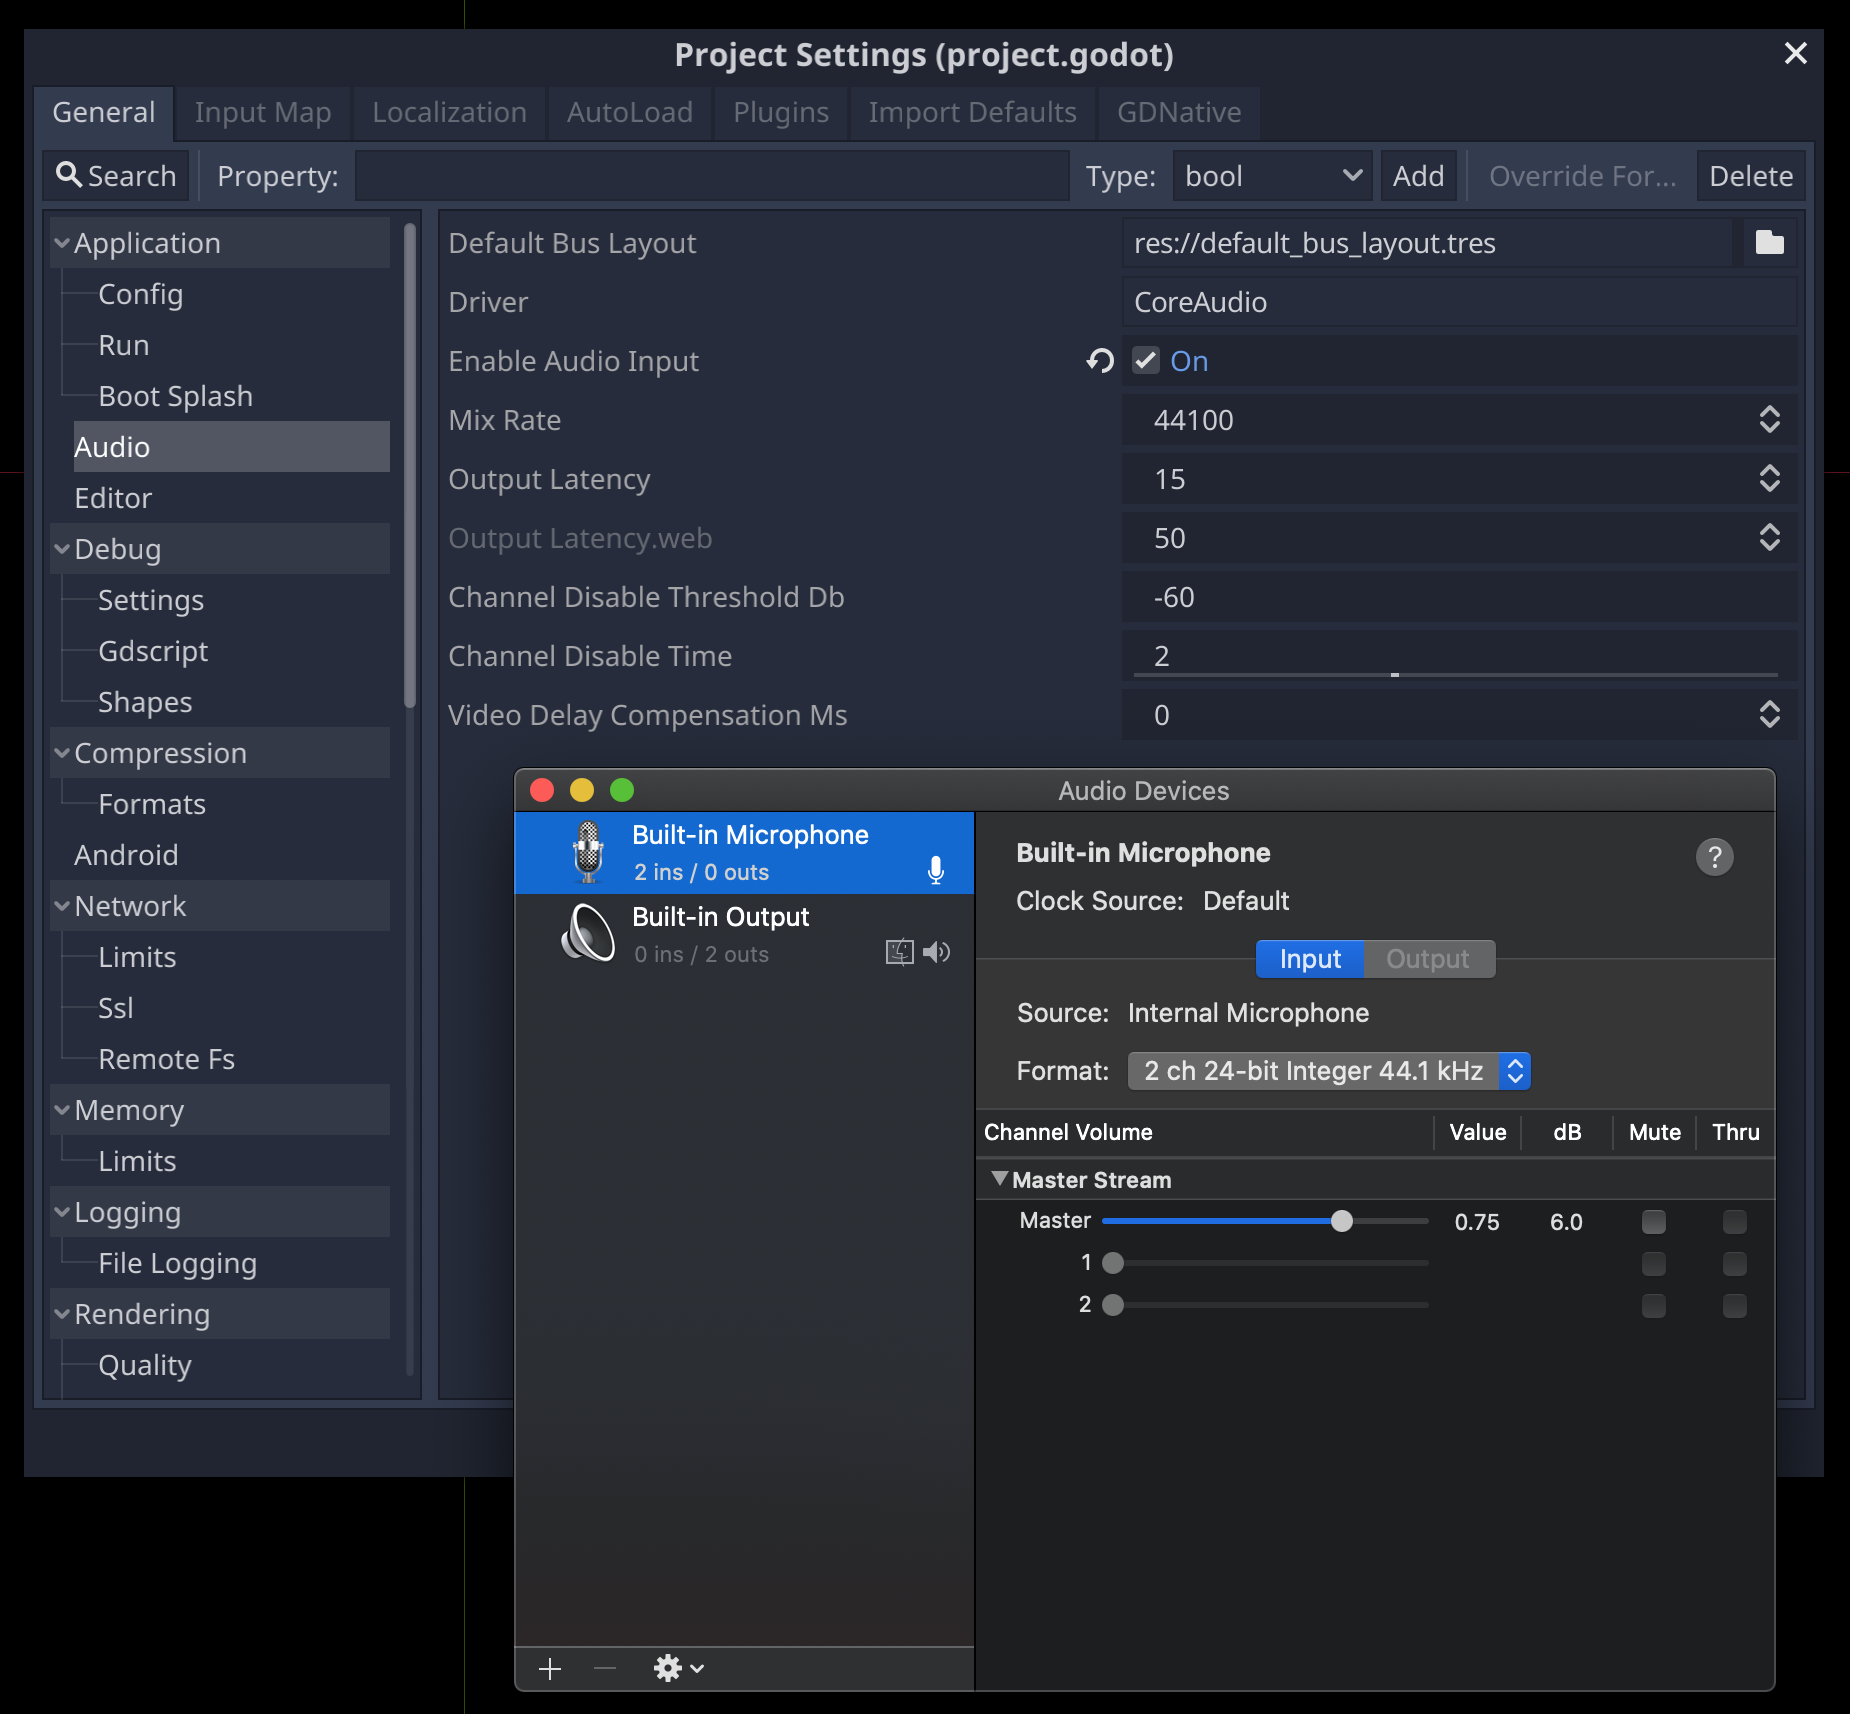 Project Settings (project.godot)
General Input Map Localization AutoLoad Plugins Import Defaults GDNative
Search Property: Type: bool Add Override For... Delete
Application
Config
Run
Boot Splash
Audio
Editor
Debug
Settings
Gdscript
Shapes
Compression
Formats
Android
Network
Limits
Ssl
Remote Fs
Memory
Limits
Logging
File Logging
Rendering
Quality
Default Bus Layout res://default_bus_layout.tres
Driver CoreAudio
Enable Audio Input On
Mix Rate 44100
Output Latency 15
Output Latency.web 50
Channel Disable Threshold Db -60
Channel Disable Time 2
Video Delay Compensation Ms 0
Audio Devices
Built-in Microphone
2 ins / 0 outs
Built-in Output
0 ins / 2 outs
Built-in Microphone
?
Clock Source: Default
Input Output
Source: Internal Microphone
Format: 2 ch 24-bit Integer 44.1 kHz
Channel Volume Value dB Mute Thru
Master Stream
Master 0.75 6.0
1
2